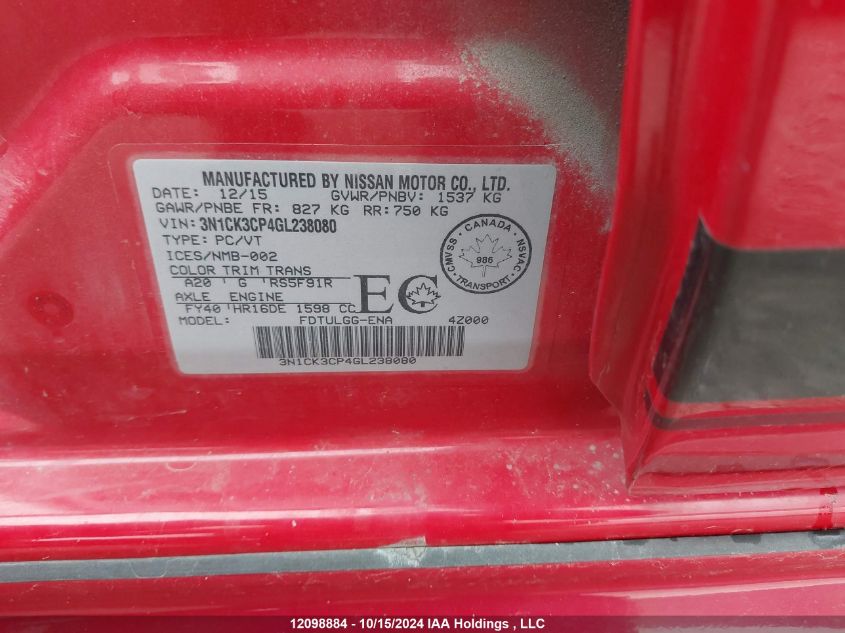 MANUFACTURED BY NISSAN MOTOR CO., LTD.
DATE: 12/15 GVWR/PNBV: 1537 KG
GAWR/PNBE FR: 827 KG RR: 750 KG
VIN: 3N1CK3CP4GL238080
TYPE: PC/VT
ICES/NMB-002
COLOR TRIM TRANS
A20 ' G 'RS5F91R
AXLE ENGINE
FY40 'HR16DE 1598 CC
MODEL: FDTULGG-ENA 4Z000
EC
CMVSS · CANADA · NSVAC
986
· TRANSPORT ·
3N1CK3CP4GL238080
12098884 - 10/15/2024 IAA Holdings , LLC